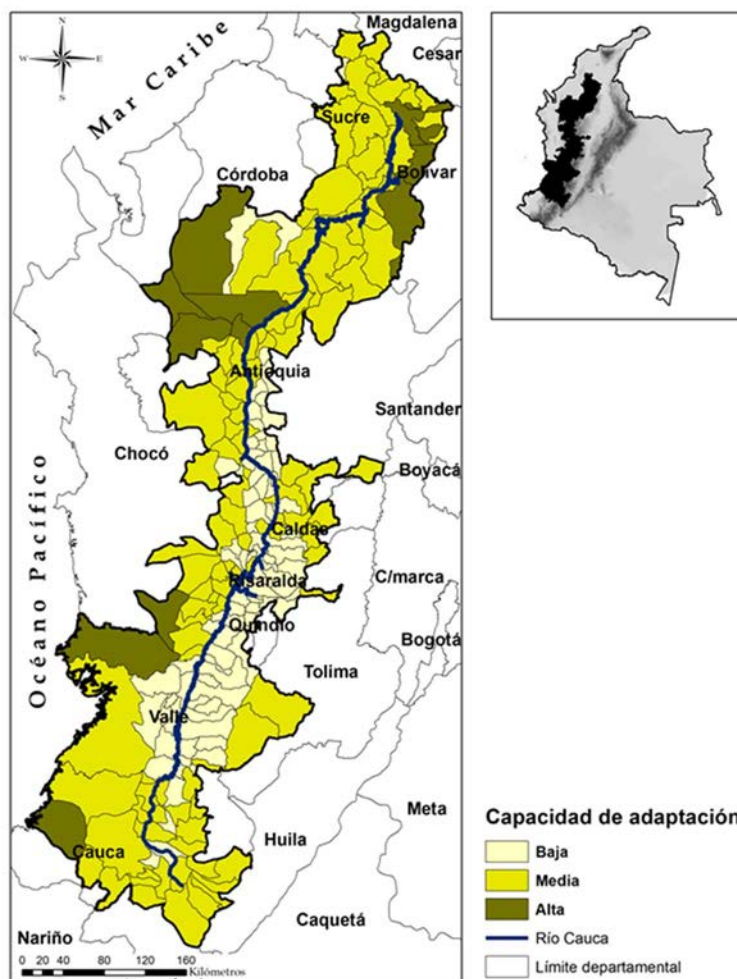 Magdalena
Cesar
N
W E
S
Mar Caribe
Sucre
Córdoba
Bolívar
Antioquia
Santander
Chocó
Boyacá
Caldas
Océano Pacífico
C/marca
Risaralda
Quindío
Bogotá
Tolima
Valle
Meta
Huila
Cauca
Caquetá
Nariño
0 20 40 80 120 160
Kilómetros
Capacidad de adaptación
Baja
Media
Alta
Río Cauca
Límite departamental